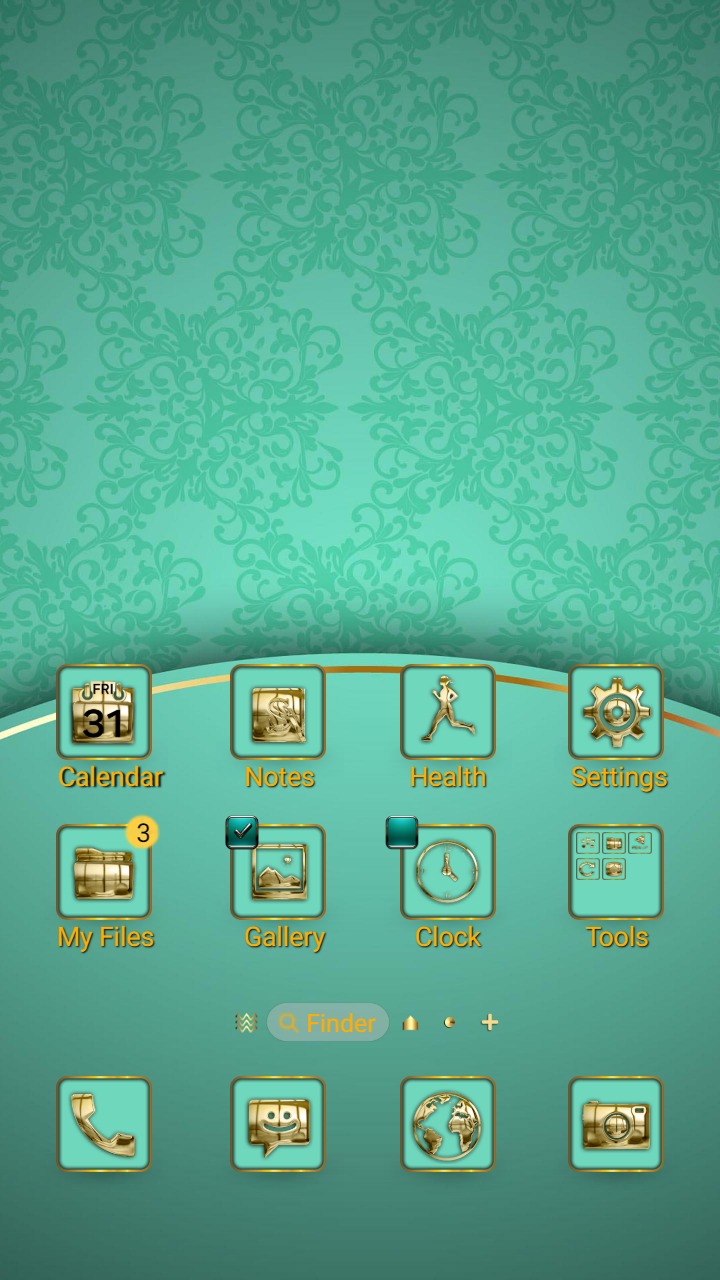 FRI
31
Calendar
Notes
Health
Settings
3
My Files
Gallery
Clock
Tools
Finder